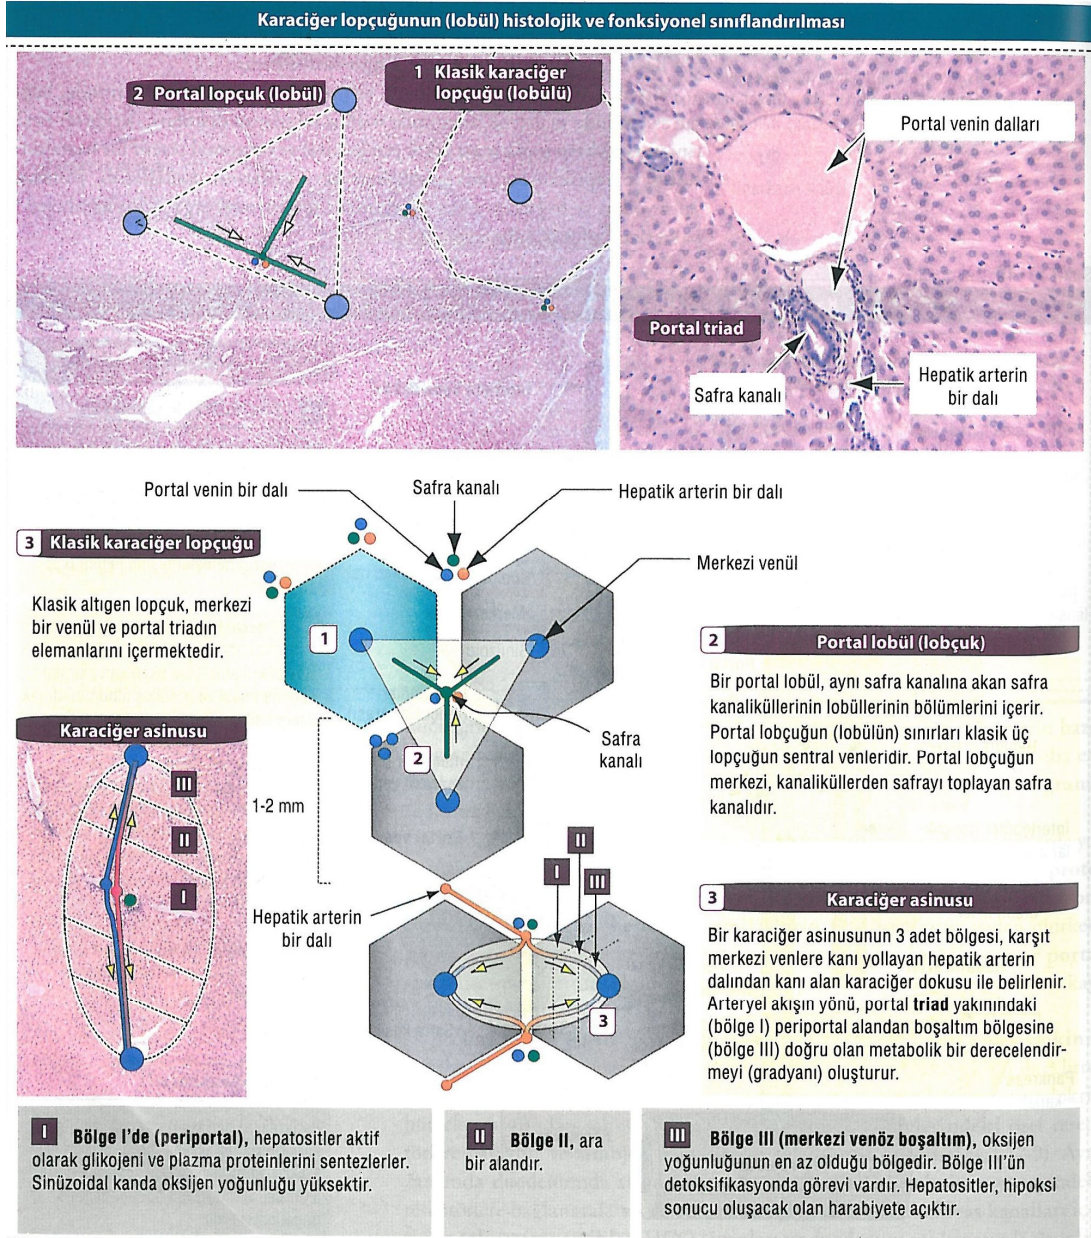 Karaciğer lopçuğunun (lobül) histolojik ve fonksiyonel sınıflandırılması
2 Portal lopçuk (lobül)
1 Klasik karaciğer
lopçuğu (lobülü)
Portal venin dalları
Portal triad
Safra kanalı
Hepatik arterin
bir dalı
Portal venin bir dalı
Safra kanalı
Hepatik arterin bir dalı
3 Klasik karaciğer lopçuğu
Klasik altıgen lopçuk, merkezi
bir venül ve portal triadın
elemanlarını içermektedir.
Merkezi venül
1
2
Safra
kanalı
2 Portal lobül (lobçuk)
Bir portal lobül, aynı safra kanalına akan safra
kanaliküllerinin lobüllerinin bölümlerini içerir.
Portal lobçuğun (lobülün) sınırları klasik üç
lopçuğun sentral venleridir. Portal lobçuğun
merkezi, kanaliküllerden safrayı toplayan safra
kanalıdır.
Karaciğer asinusu
III
II
I
1-2 mm
Hepatik arterin
bir dalı
I
II
III
3
3 Karaciğer asinusu
Bir karaciğer asinusunun 3 adet bölgesi, karşıt
merkezi venlere kanı yollayan hepatik arterin
dalından kanı alan karaciğer dokusu ile belirlenir.
Arteryel akışın yönü, portal triad yakınındaki
(bölge I) periportal alandan boşaltım bölgesine
(bölge III) doğru olan metabolik bir derecelendir-
meyi (gradyanı) oluşturur.
I Bölge I'de (periportal), hepatositler aktif
olarak glikojeni ve plazma proteinlerini sentezlerler.
Sinüzoidal kanda oksijen yoğunluğu yüksektir.
II Bölge II, ara
bir alandır.
III Bölge III (merkezi venöz boşaltım), oksijen
yoğunluğunun en az olduğu bölgedir. Bölge III'ün
detoksifikasyonda görevi vardır. Hepatositler, hipoksi
sonucu oluşacak olan harabiyete açıktır.